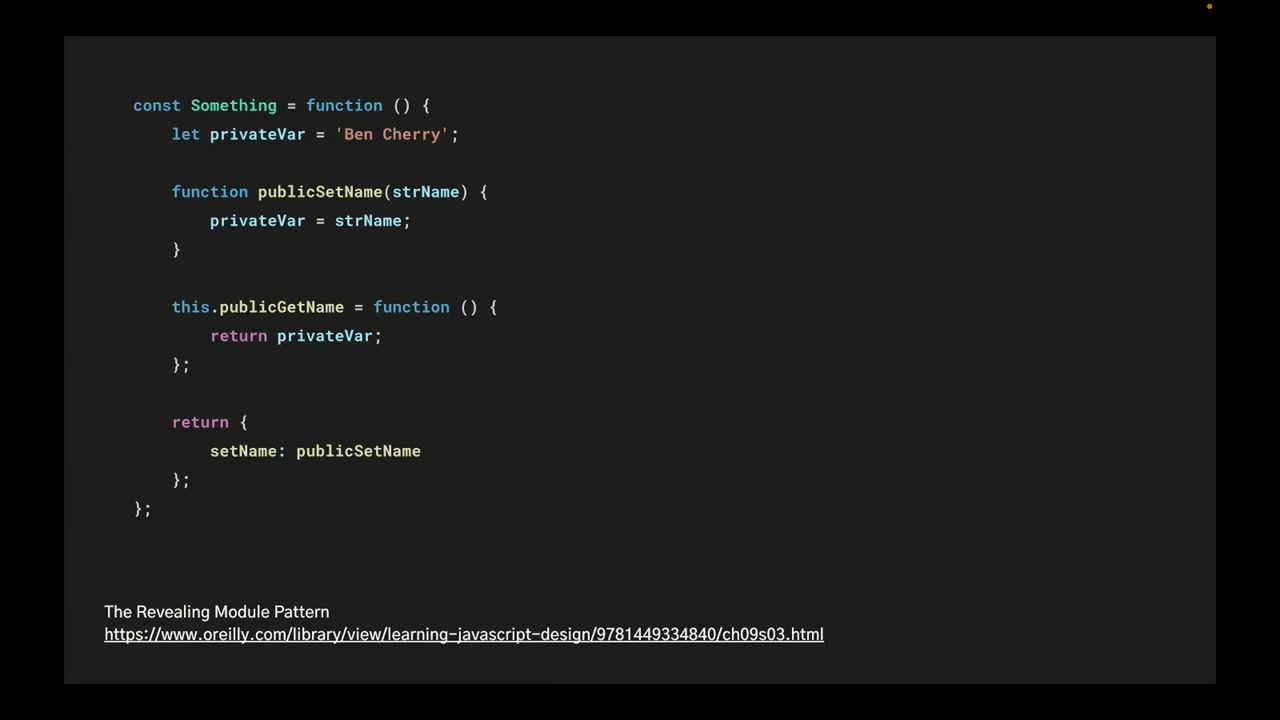 const Something = function () {
    let privateVar = 'Ben Cherry';
    function publicSetName(strName) {
        privateVar = strName;
    }
    this.publicGetName = function () {
        return privateVar;
    };
    return {
        setName: publicSetName
    };
};
The Revealing Module Pattern
https://www.oreilly.com/library/view/learning-javascript-design/9781449334840/ch09s03.html